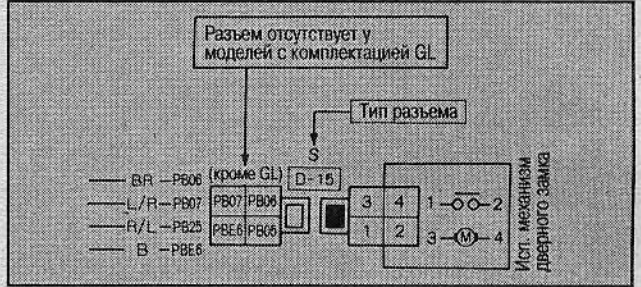 Разъем отсутствует у
моделей с комплектацией GL
Тип разъема
S
(кроме GL) D-15
BR -PB06
L/R -PB07
R/L -PB25
B -PBE6
PB07 PB06
PBE6 PB05
3 4
1 2
1 2
3 M 4
Исп. механизм
дверного замка